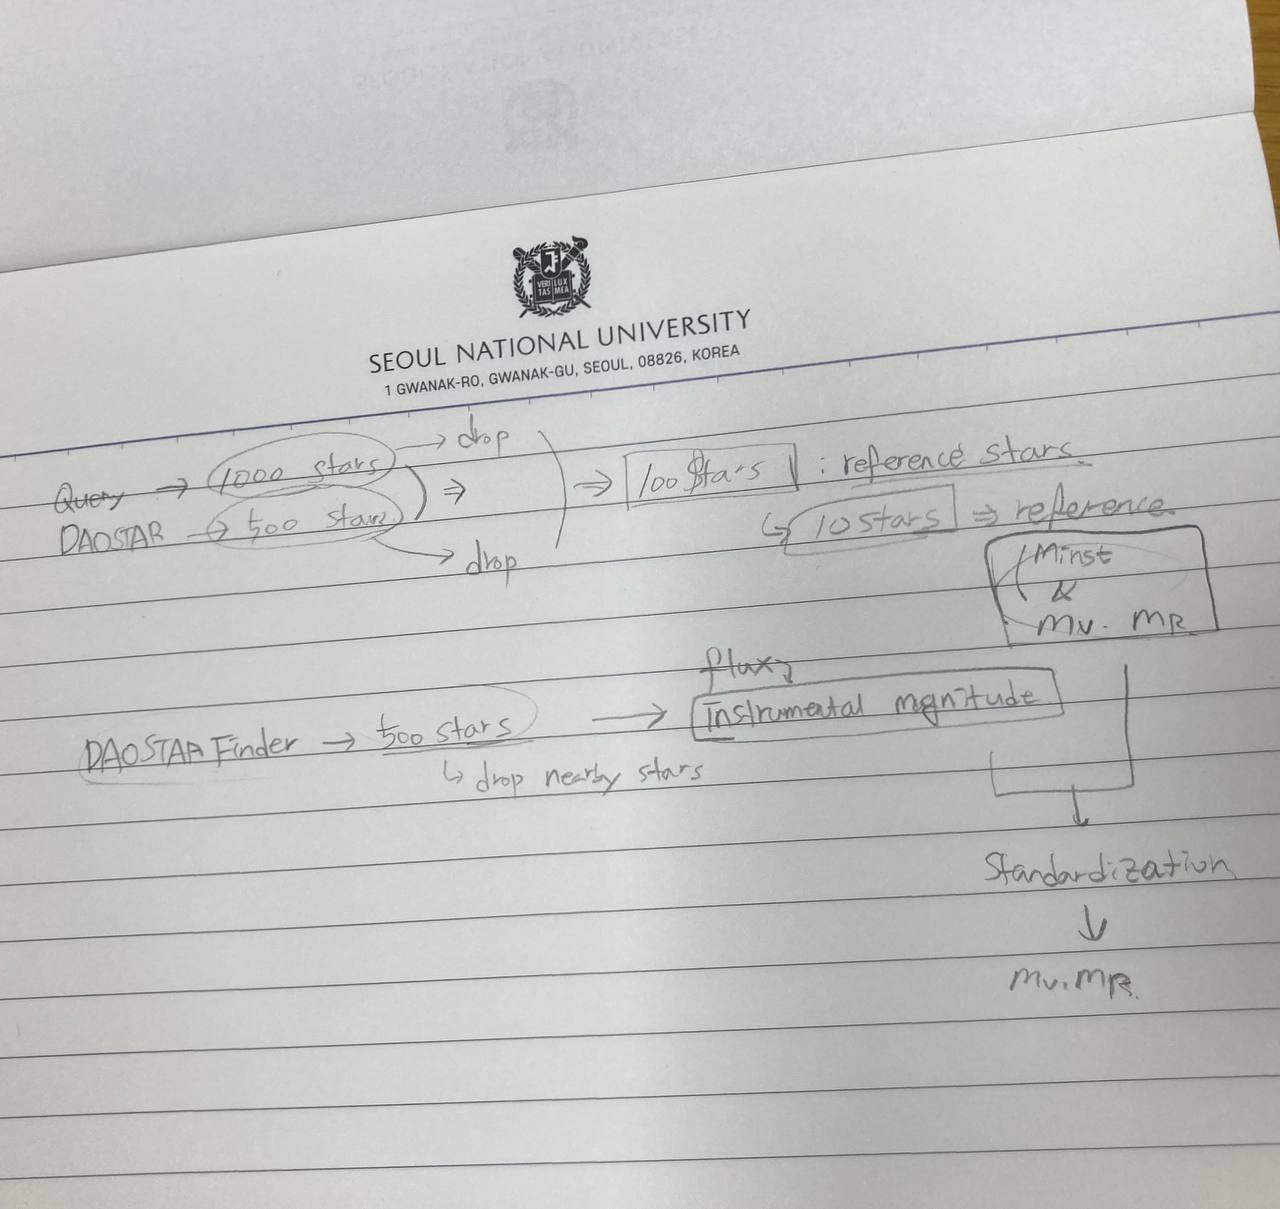 VERI LUX
TAS MEA
SEOUL NATIONAL UNIVERSITY
1 GWANAK-RO, GWANAK-GU, SEOUL, 08826, KOREA
Query → 1000 stars → drop
DAOSTAR → 500 stars ⇒ → drop
⇒ 100 stars : reference stars.
↳ 10 stars ⇒ reference
Minst
&
Mv. MR
flux
DAOSTAR Finder → 500 stars → instrumental mgnitude
↳ drop nearby stars
Standardization
↓
Mv. MR.